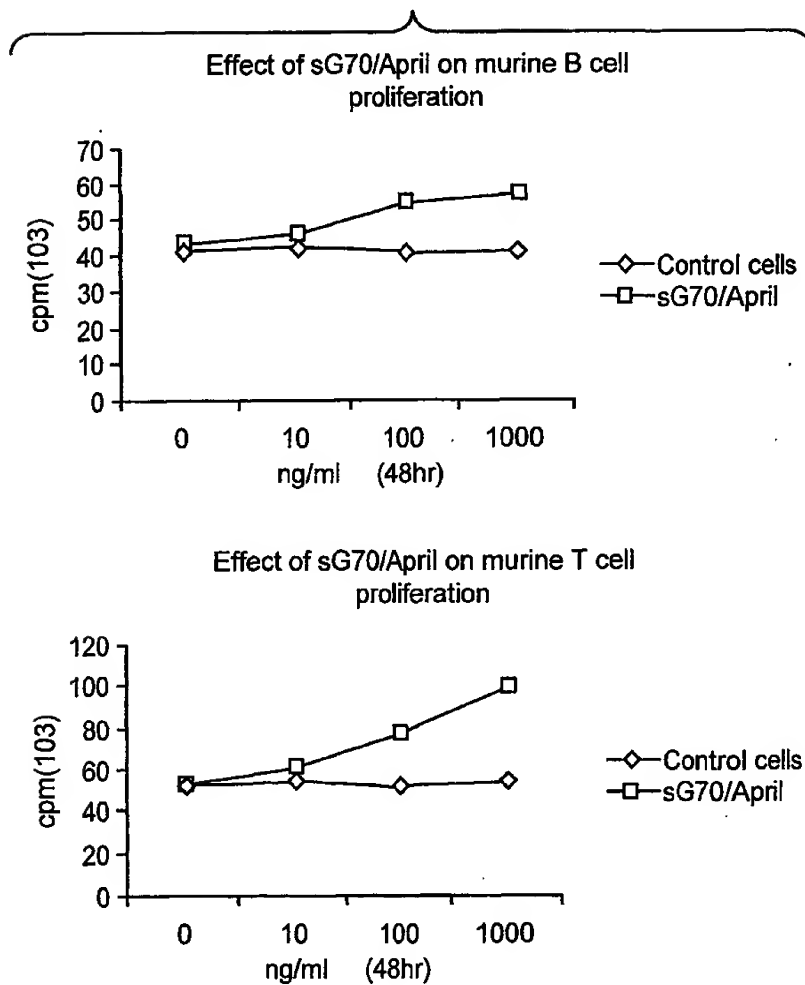 Effect of sG70/April on murine B cell
proliferation
70
60
50
40
30
20
10
0
cpm(103)
0 10 100 1000
ng/ml (48hr)
Control cells
sG70/April
Effect of sG70/April on murine T cell
proliferation
120
100
80
60
40
20
0
cpm(103)
0 10 100 1000
ng/ml (48hr)
Control cells
sG70/April